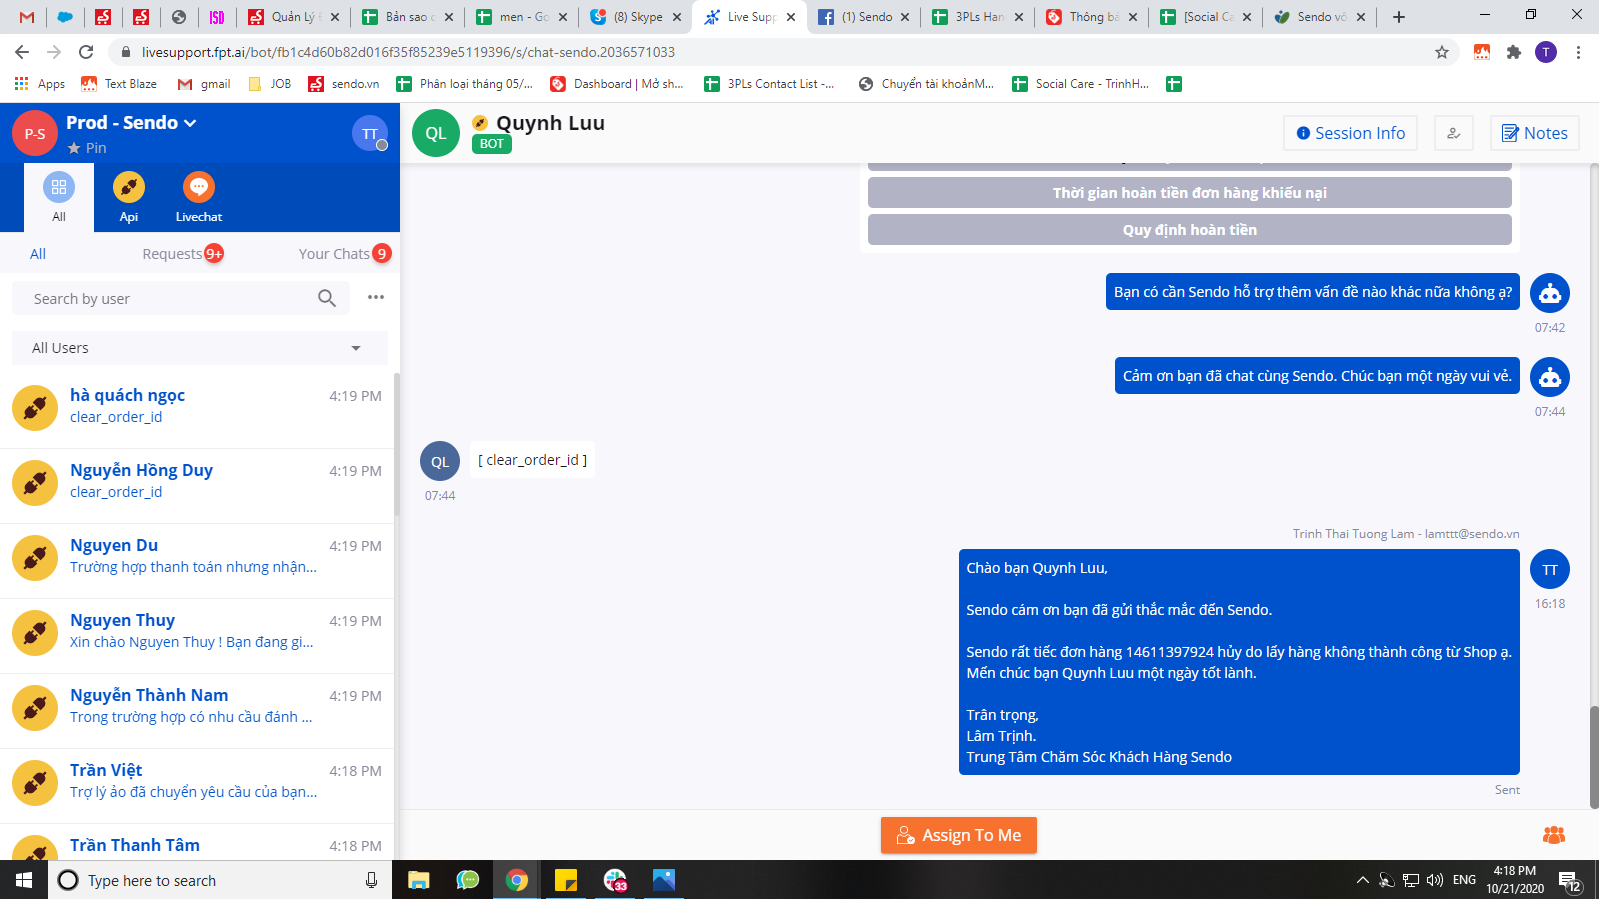 Quản Lý Đ
Bản sao c
men - Go
(8) Skype
Live Supp
(1) Sendo
3PLs Han
Thông bá
[Social Ca
Sendo vó
livesupport.fpt.ai/bot/fb1c4d60b82d016f35f85239e5119396/s/chat-sendo.2036571033
T
Apps
Text Blaze
gmail
JOB
sendo.vn
Phân loại tháng 05/...
Dashboard | Mở sh...
3PLs Contact List -...
Chuyển tài khoảnM...
Social Care - TrinhH...
P-S
Prod - Sendo
Pin
TT
All
Api
Livechat
All
Requests
9+
Your Chats
9
Search by user
All Users
hà quách ngọc
4:19 PM
clear_order_id
Nguyễn Hồng Duy
4:19 PM
clear_order_id
Nguyen Du
4:19 PM
Trường hợp thanh toán nhưng nhận...
Nguyen Thuy
4:19 PM
Xin chào Nguyen Thuy ! Bạn đang gi...
Nguyễn Thành Nam
4:19 PM
Trong trường hợp có nhu cầu đánh ...
Trần Việt
4:18 PM
Trợ lý ảo đã chuyển yêu cầu của bạn...
Trần Thanh Tâm
4:18 PM
QL
Quynh Luu
BOT
Session Info
Notes
Thời gian hoàn tiền đơn hàng khiếu nại
Quy định hoàn tiền
Bạn có cần Sendo hỗ trợ thêm vấn đề nào khác nữa không ạ?
07:42
Cảm ơn bạn đã chat cùng Sendo. Chúc bạn một ngày vui vẻ.
07:44
QL
[ clear_order_id ]
07:44
Trinh Thai Tuong Lam - lamttt@sendo.vn
Chào bạn Quynh Luu,
Sendo cám ơn bạn đã gửi thắc mắc đến Sendo.
Sendo rất tiếc đơn hàng 14611397924 hủy do lấy hàng không thành công từ Shop ạ.
Mến chúc bạn Quynh Luu một ngày tốt lành.
Trân trọng,
Lâm Trịnh.
Trung Tâm Chăm Sóc Khách Hàng Sendo
TT
16:18
Sent
Assign To Me
Type here to search
33
ENG
4:18 PM
10/21/2020
12